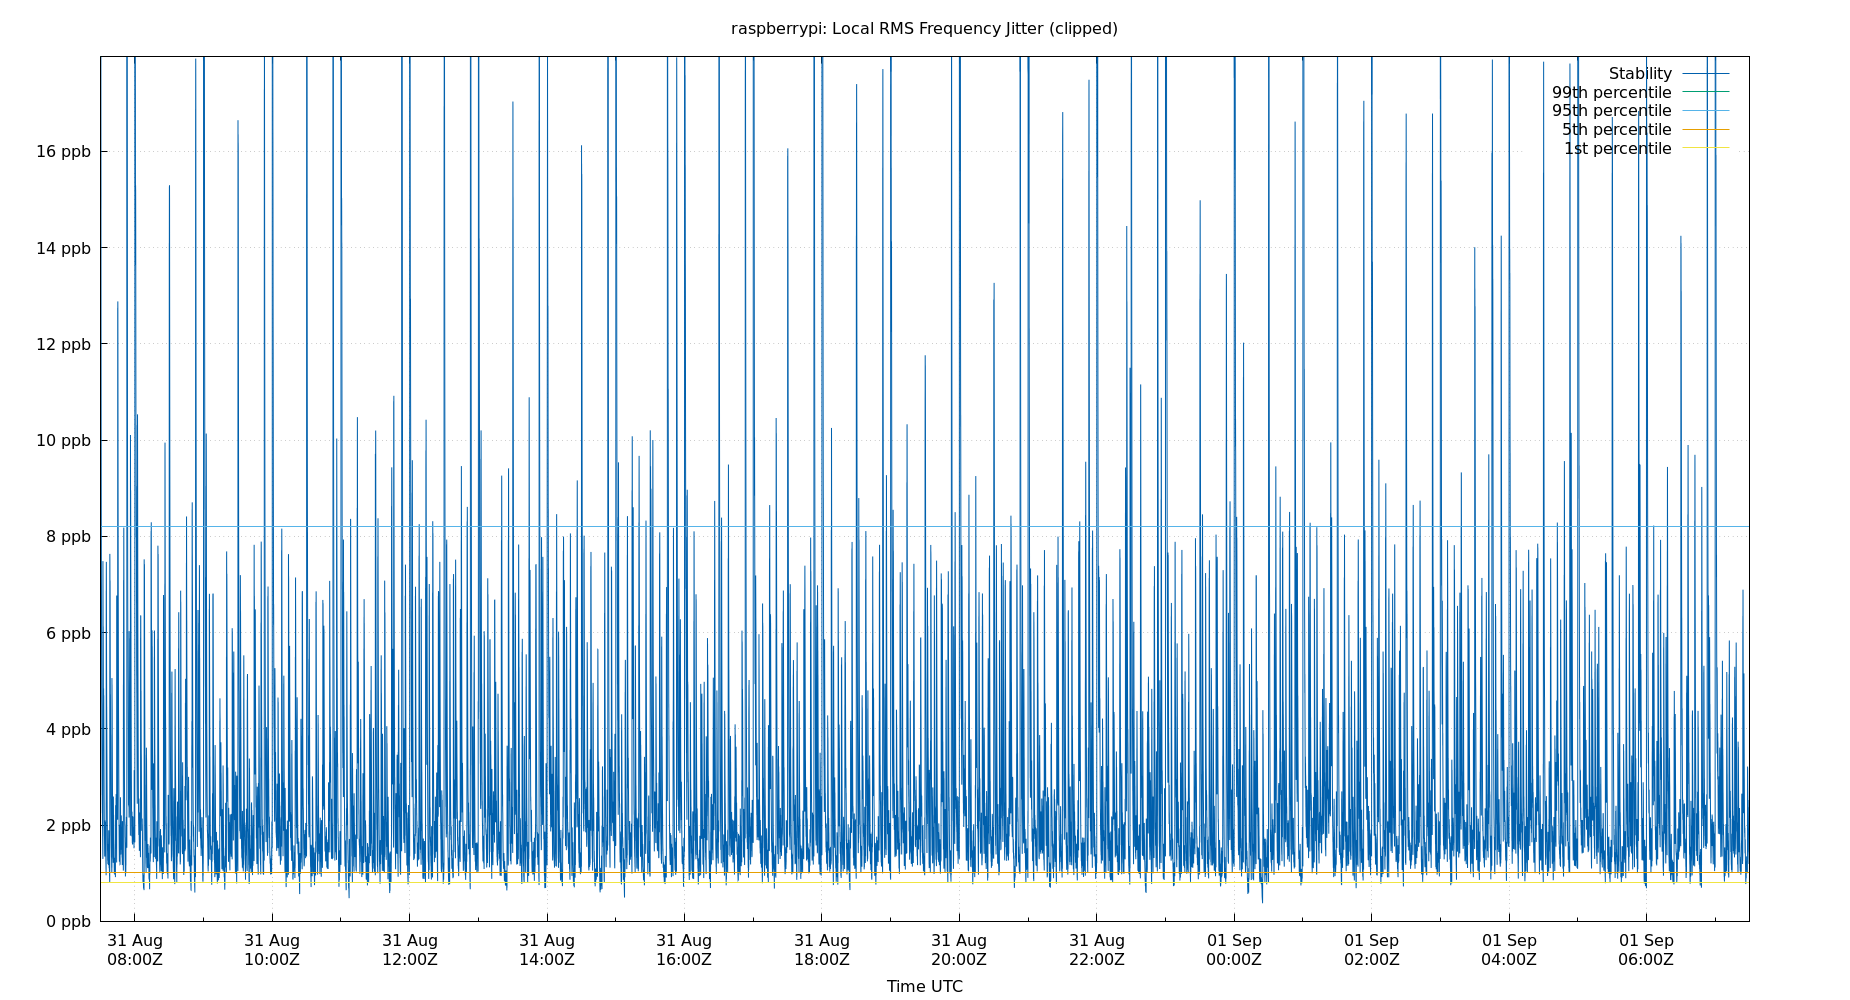 raspberrypi: Local RMS Frequency Jitter (clipped)
Stability
99th percentile
95th percentile
5th percentile
1st percentile
16 ppb
14 ppb
12 ppb
10 ppb
8 ppb
6 ppb
4 ppb
2 ppb
0 ppb
31 Aug 31 Aug 31 Aug 31 Aug 31 Aug 31 Aug 31 Aug 31 Aug 01 Sep 01 Sep 01 Sep 01 Sep
08:00Z 10:00Z 12:00Z 14:00Z 16:00Z 18:00Z 20:00Z 22:00Z 00:00Z 02:00Z 04:00Z 06:00Z
Time UTC